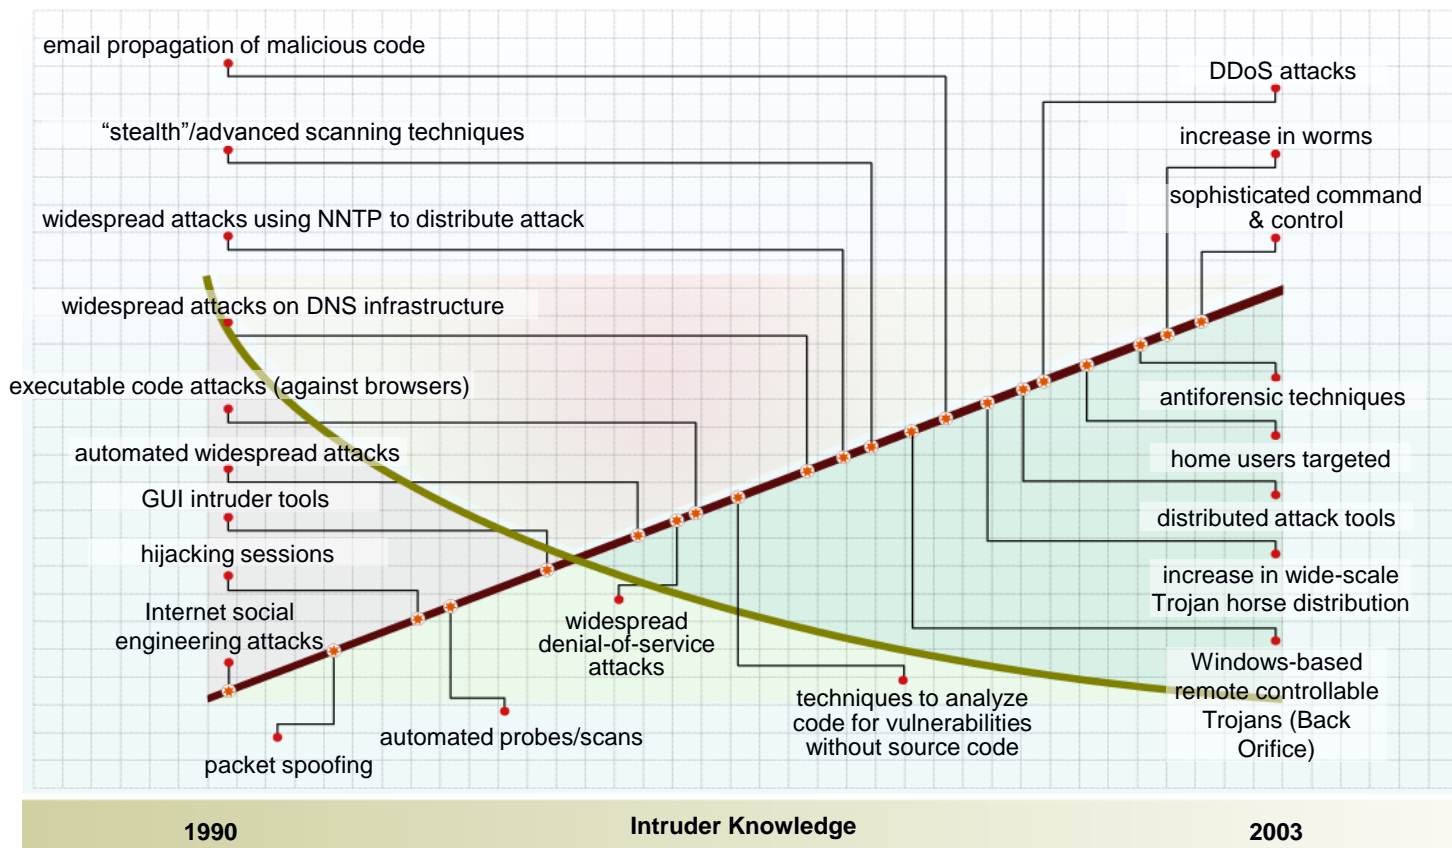 email propagation of malicious code
“stealth”/advanced scanning techniques
widespread attacks using NNTP to distribute attack
widespread attacks on DNS infrastructure
executable code attacks (against browsers)
automated widespread attacks
GUI intruder tools
hijacking sessions
Internet social
engineering attacks
packet spoofing
automated probes/scans
widespread
denial-of-service
attacks
techniques to analyze
code for vulnerabilities
without source code
DDoS attacks
increase in worms
sophisticated command
& control
antiforensic techniques
home users targeted
distributed attack tools
increase in wide-scale
Trojan horse distribution
Windows-based
remote controllable
Trojans (Back
Orifice)
1990
Intruder Knowledge
2003